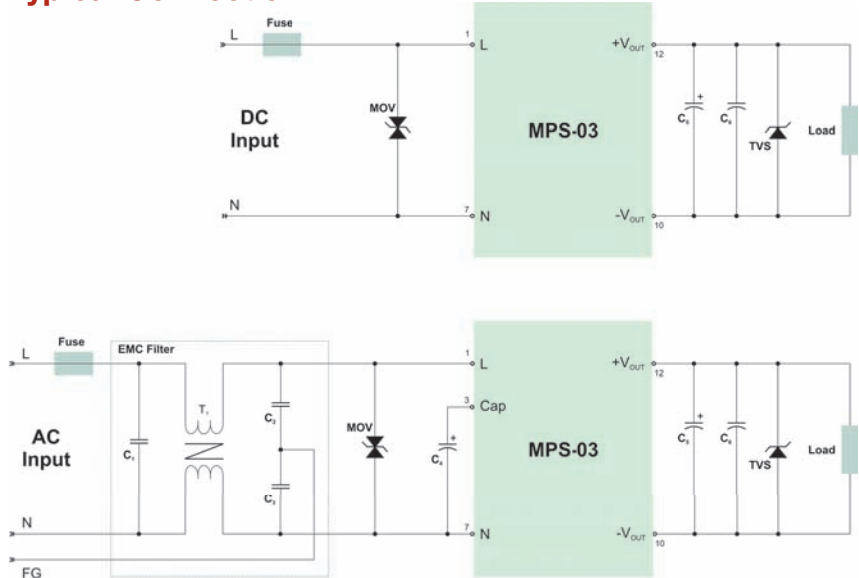 L
Fuse
1
L
+VOUT
12
MOV
DC
Input
MPS-03
+
C5
C6
TVS
Load
N
7
N
-VOUT
10
L
Fuse
EMC Filter
1
L
+VOUT
12
T1
C2
3
Cap
AC
Input
C1
MOV
+
C4
MPS-03
+
C5
C6
TVS
Load
C3
N
7
N
-VOUT
10
FG